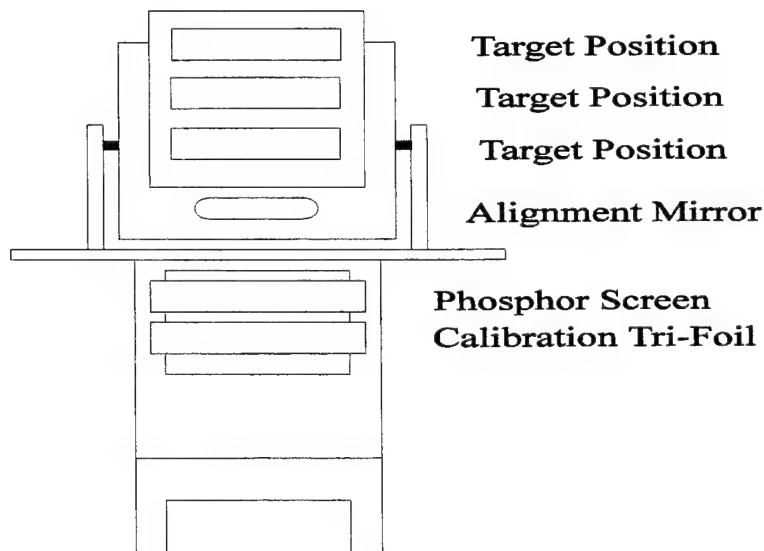 Target Position
Target Position
Target Position
Alignment Mirror
Phosphor Screen
Calibration Tri-Foil